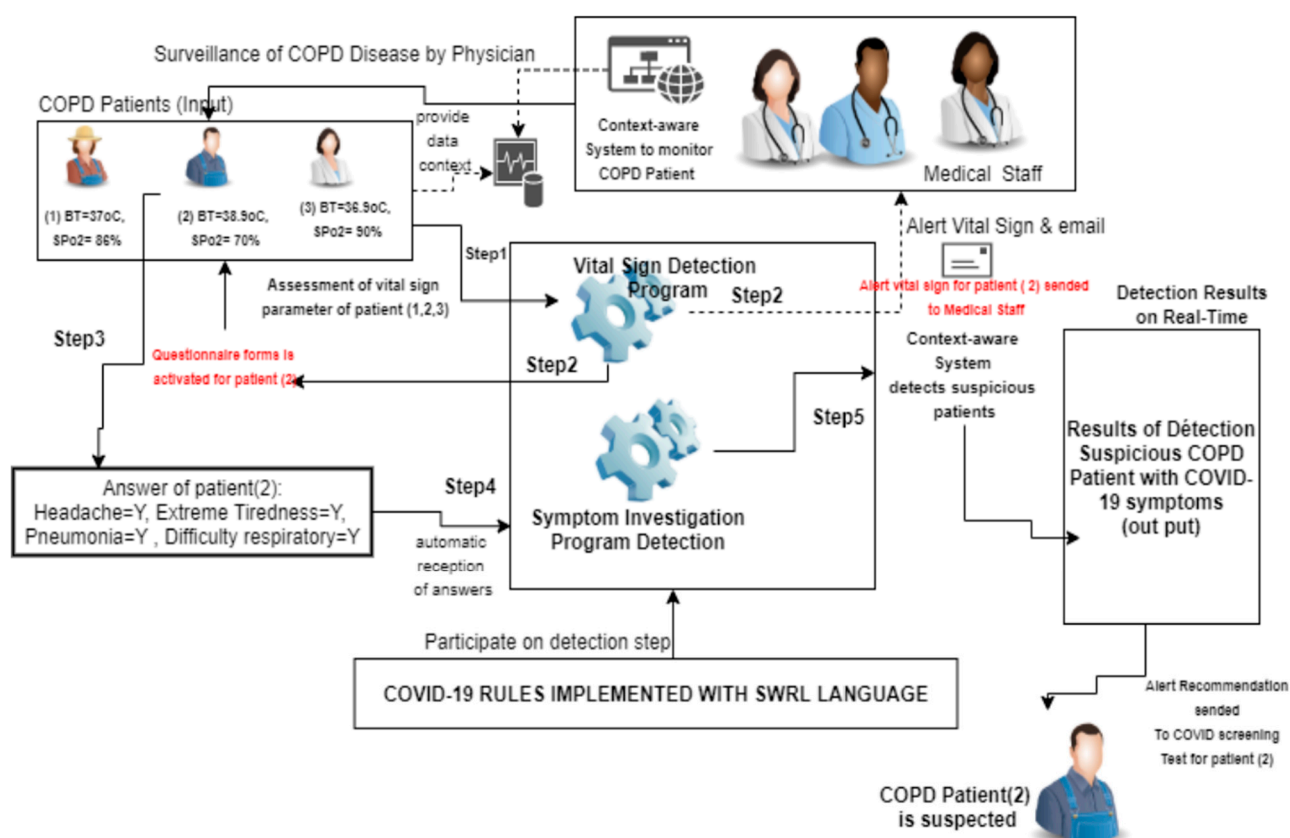 Surveillance of COPD Disease by Physician
COPD Patients (Input)
(1) BT=37oC,
SPo2= 86%
(2) BT=38.9oC,
SPo2= 70%
(3) BT=36.9oC,
SPo2= 90%
provide
data
context
Context-aware
System to monitor
COPD Patient
Medical Staff
Step1
Assessment of vital sign
parameter of patient (1,2,3)
Vital Sign Detection
Program
Step2
Alert Vital Sign & email
Alert vital sign for patient ( 2) sended
to Medical Staff
Step2
Questionnaire forms is
activated for patient (2)
Step3
Context-aware
System
detects suspicious
patients
Detection Results
on Real-Time
Step5
Results of Détection
Suspicious COPD
Patient with COVID-
19 symptoms
(out put)
Answer of patient(2):
Headache=Y, Extreme Tiredness=Y,
Pneumonia=Y , Difficulty respiratory=Y
Step4
automatic
reception
of answers
Symptom Investigation
Program Detection
Participate on detection step
COVID-19 RULES IMPLEMENTED WITH SWRL LANGUAGE
Alert Recommendation
sended
To COVID screening
Test for patient (2)
COPD Patient(2)
is suspected